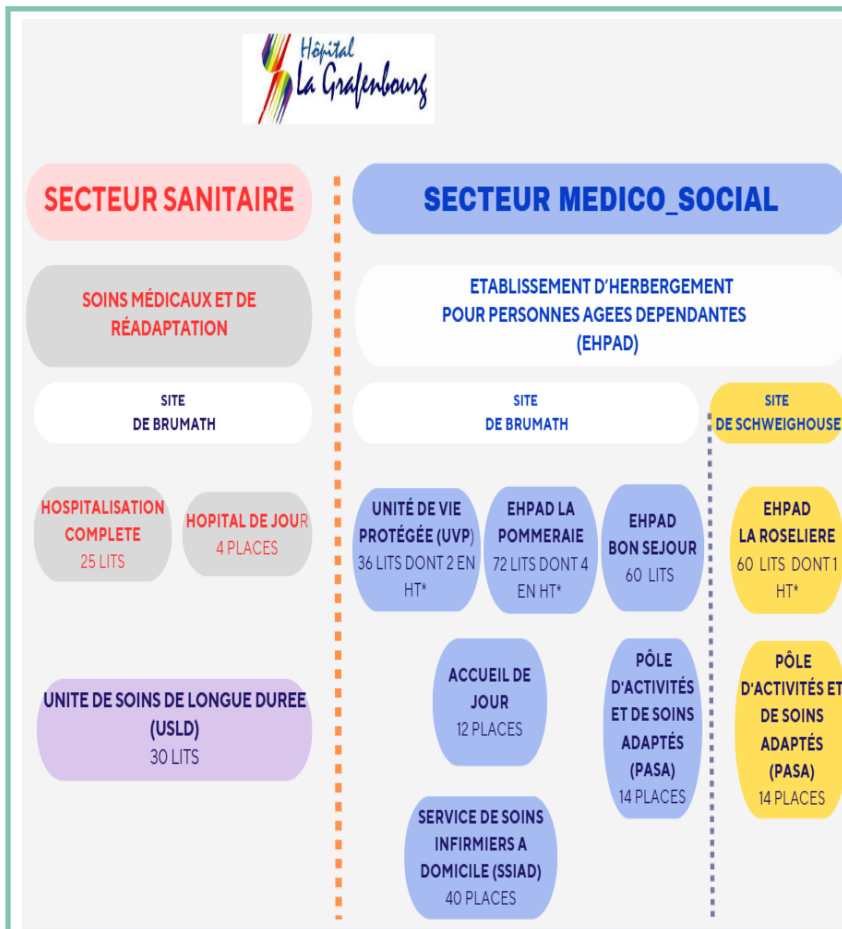 Hôpital
La Grafenbourg
SECTEUR SANITAIRE
SECTEUR MEDICO_SOCIAL
SOINS MÉDICAUX ET DE
RÉADAPTATION
ETABLISSEMENT D'HERBERGEMENT
POUR PERSONNES AGEES DEPENDANTES
(EHPAD)
SITE
DE BRUMATH
SITE
DE BRUMATH
SITE
DE SCHWEIGHOUSE
HOSPITALISATION
COMPLETE
25 LITS
HOPITAL DE JOUR
4 PLACES
UNITÉ DE VIE
PROTÉGÉE (UVP)
36 LITS DONT 2 EN
HT*
EHPAD LA
POMMERAIE
72 LITS DONT 4
EN HT*
EHPAD
BON SEJOUR
60 LITS
EHPAD
LA ROSELIERE
60 LITS DONT 1
HT*
UNITE DE SOINS DE LONGUE DUREE
(USLD)
30 LITS
ACCUEIL DE
JOUR
12 PLACES
PÔLE
D'ACTIVITÉS
ET DE SOINS
ADAPTÉS
(PASA)
14 PLACES
PÔLE
D'ACTIVITÉS ET
DE SOINS
ADAPTÉS
(PASA)
14 PLACES
SERVICE DE SOINS
INFIRMIERS A
DOMICILE (SSIAD)
40 PLACES